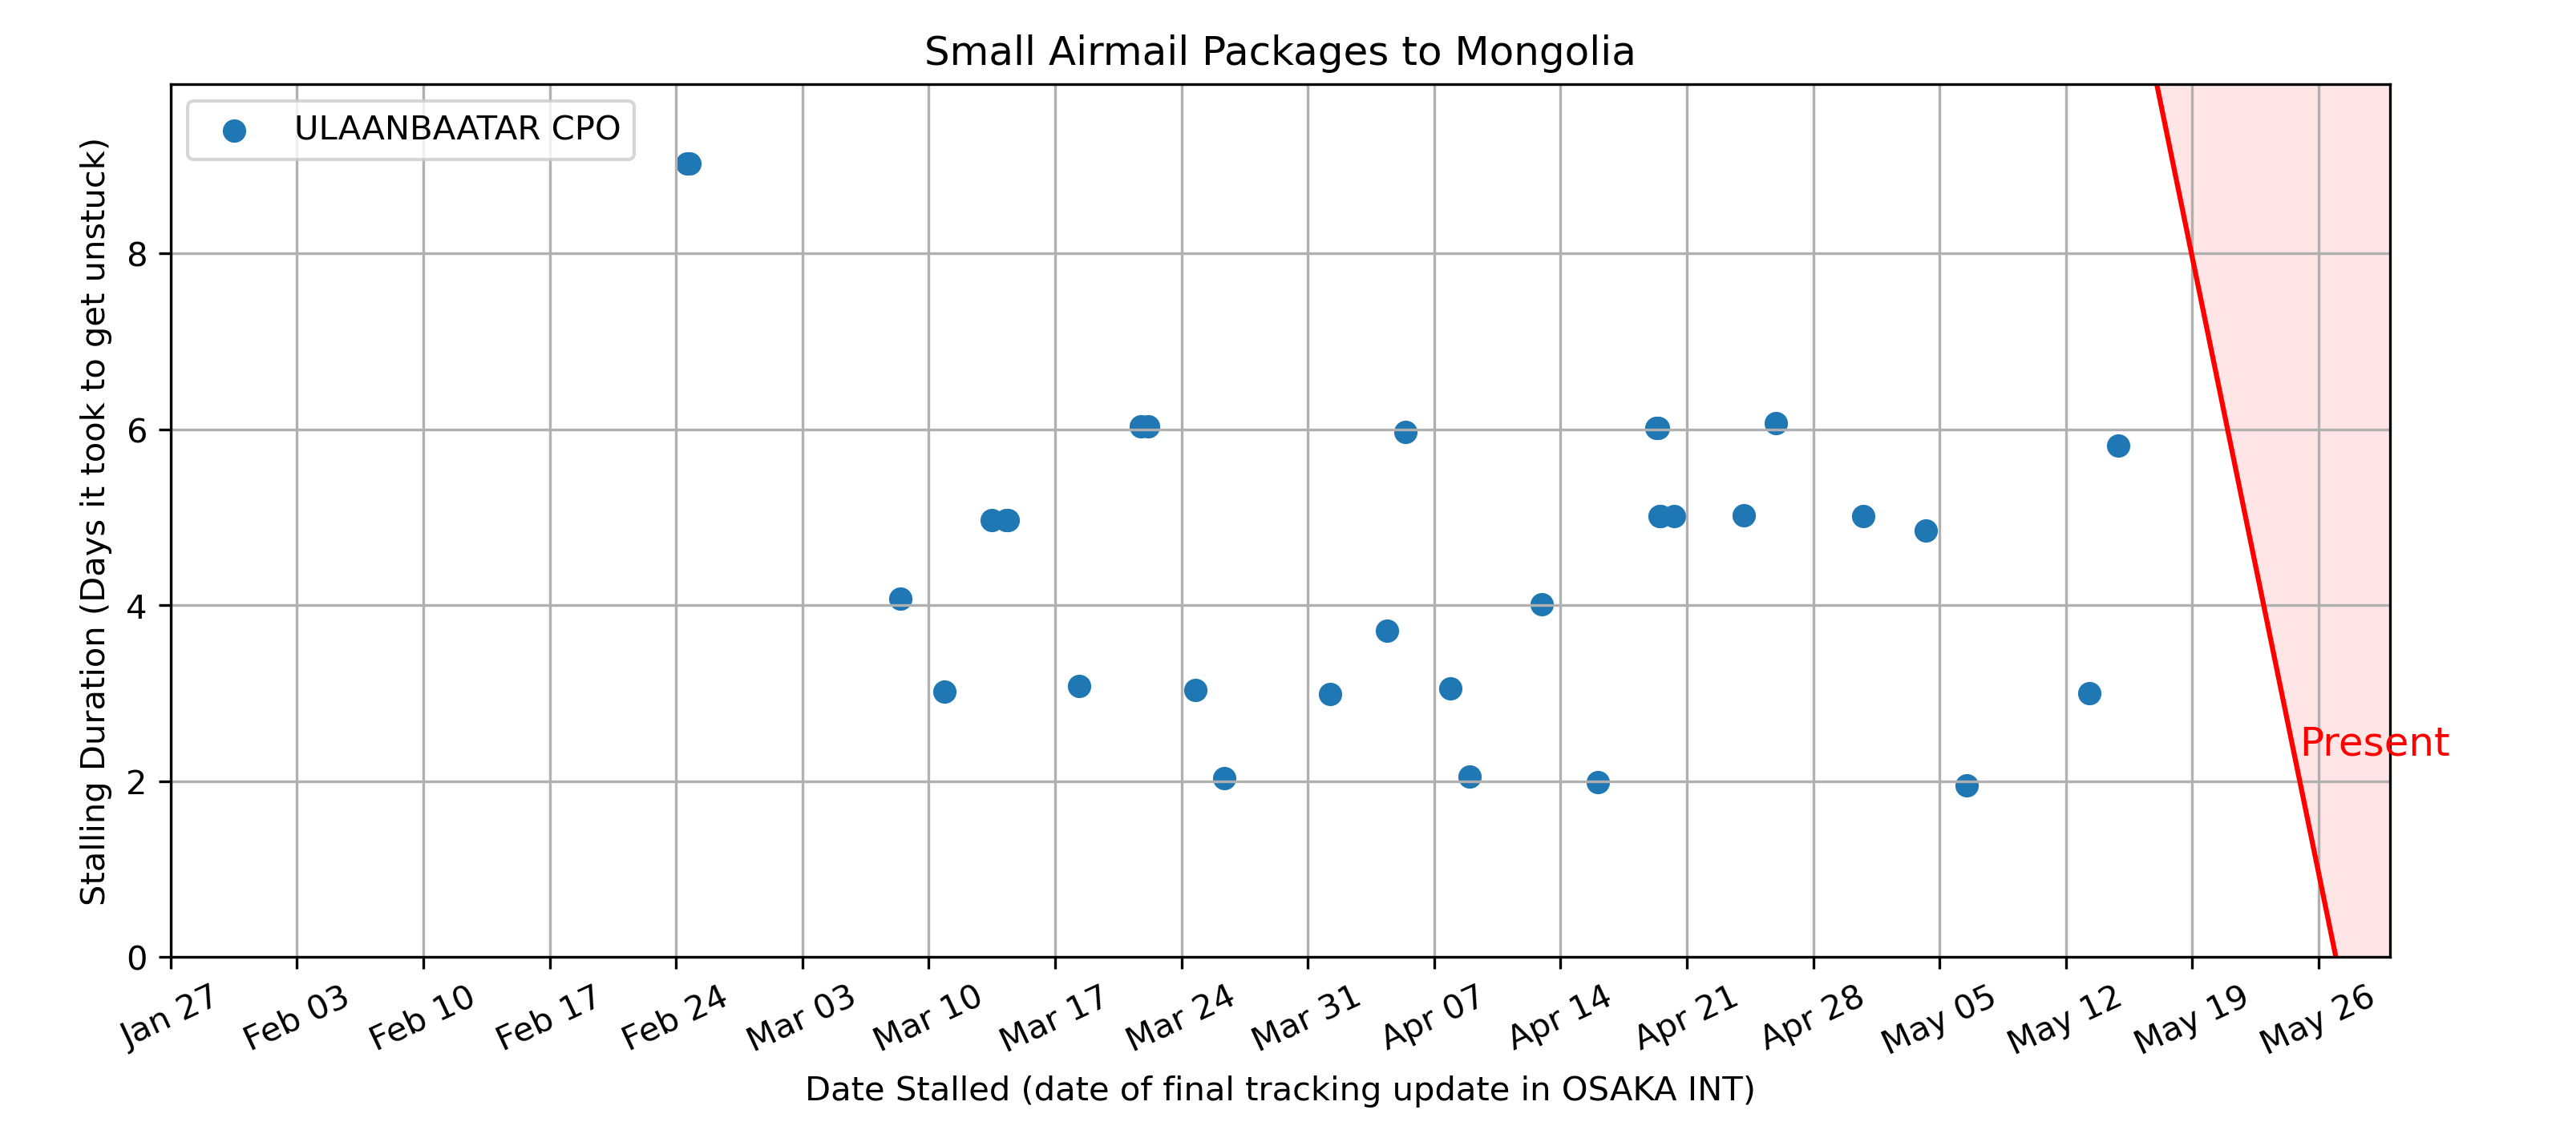 Small Airmail Packages to Mongolia
ULAANBAATAR CPO
Stalling Duration (Days it took to get unstuck)
8
6
4
2
0
Present
Jan 27
Feb 03
Feb 10
Feb 17
Feb 24
Mar 03
Mar 10
Mar 17
Mar 24
Mar 31
Apr 07
Apr 14
Apr 21
Apr 28
May 05
May 12
May 19
May 26
Date Stalled (date of final tracking update in OSAKA INT)